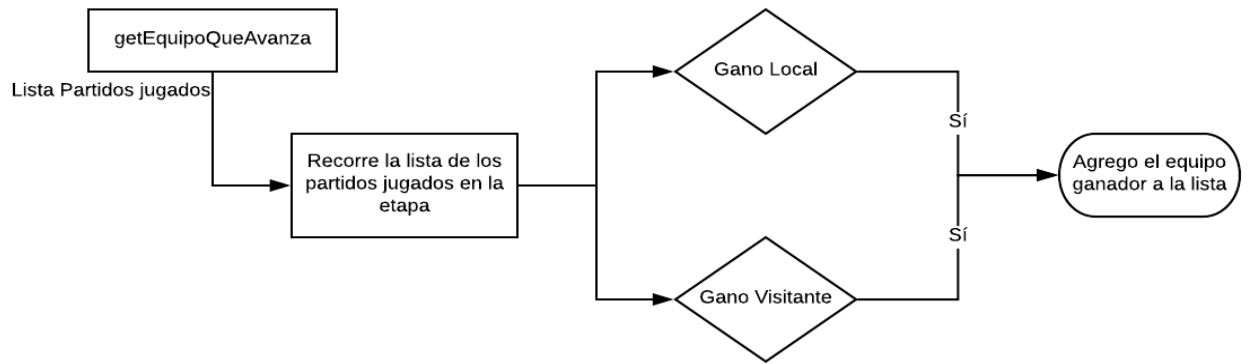 getEquipoQueAvanza
Lista Partidos jugados
Recorre la lista de los
partidos jugados en la
etapa
Gano Local
Sí
Gano Visitante
Sí
Agrego el equipo
ganador a la lista